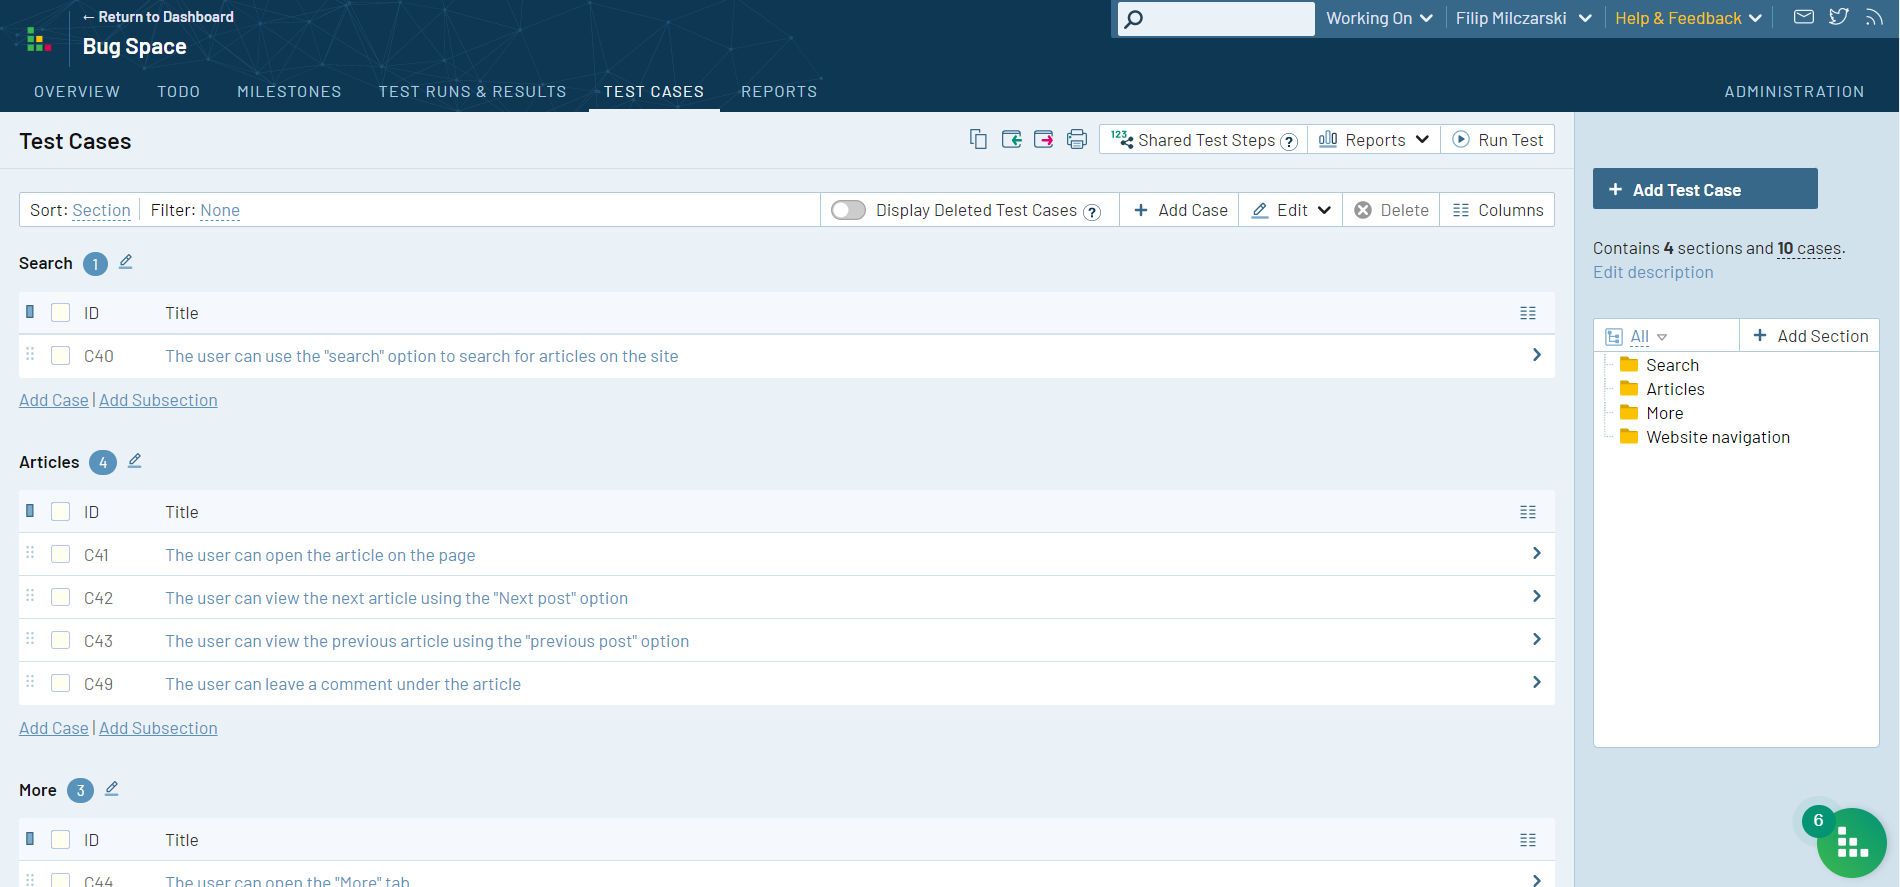 ← Return to Dashboard
Bug Space
Working On
Filip Milczarski
Help & Feedback
OVERVIEW TODO MILESTONES TEST RUNS & RESULTS TEST CASES REPORTS ADMINISTRATION
Test Cases
123 Shared Test Steps ? Reports Run Test
+ Add Test Case
Sort: Section Filter: None
Display Deleted Test Cases ? + Add Case Edit Delete Columns
Contains 4 sections and 10 cases.
Edit description
Search 1
ID Title
C40 The user can use the "search" option to search for articles on the site
Add Case | Add Subsection
All + Add Section
Search
Articles
More
Website navigation
Articles 4
ID Title
C41 The user can open the article on the page
C42 The user can view the next article using the "Next post" option
C43 The user can view the previous article using the "previous post" option
C49 The user can leave a comment under the article
Add Case | Add Subsection
More 3
ID Title
C44 The user can open the "More" tab
6